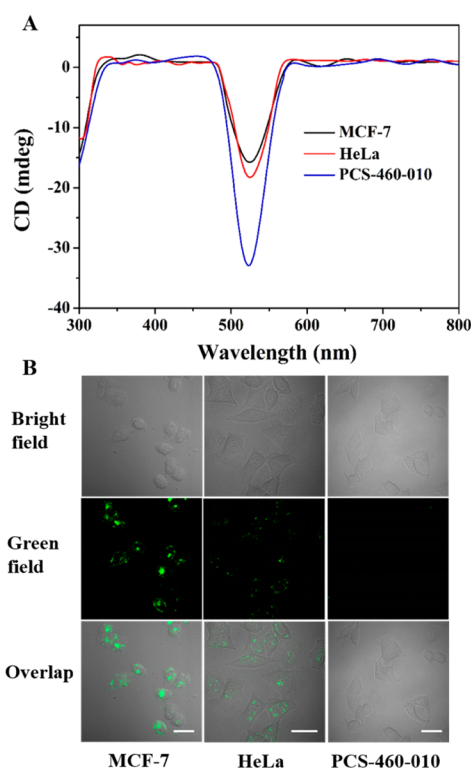 A
0
-10
-20
-30
-40
CD (mdeg)
MCF-7
HeLa
PCS-460-010
300 400 500 600 700 800
Wavelength (nm)
B
Bright
field
Green
field
Overlap
MCF-7 HeLa PCS-460-010